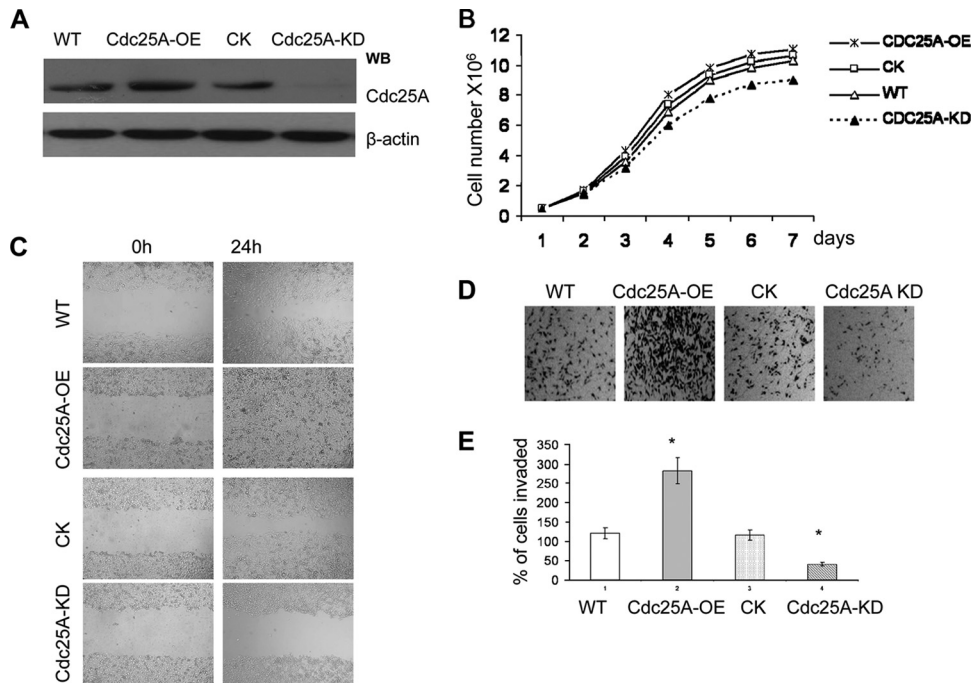 A
WT Cdc25A-OE CK Cdc25A-KD
WB
Cdc25A
β-actin
B
Cell number X10⁶
12
10
8
6
4
2
0
1 2 3 4 5 6 7 days
CDC25A-OE
CK
WT
CDC25A-KD
C
0h 24h
WT
Cdc25A-OE
CK
Cdc25A-KD
D
WT Cdc25A-OE CK Cdc25A KD
E
% of cells invaded
350
300
250
200
150
100
50
0
* *
1 2 3 4
WT Cdc25A-OE CK Cdc25A-KD